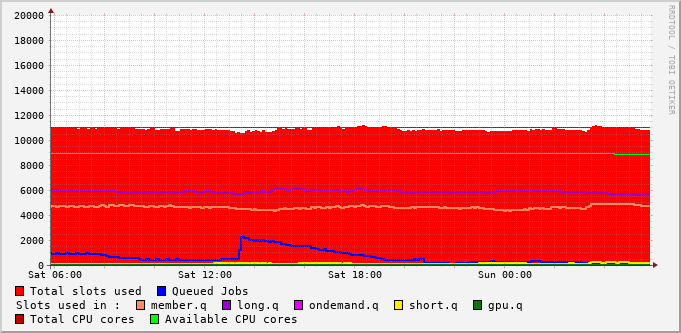 20000
18000
16000
14000
12000
10000
8000
6000
4000
2000
0
Sat 06:00 Sat 12:00 Sat 18:00 Sun 00:00
Total slots used Queued Jobs
Slots used in : member.q long.q ondemand.q short.q gpu.q
Total CPU cores Available CPU cores
RRDTOOL / TOBI OETIKER